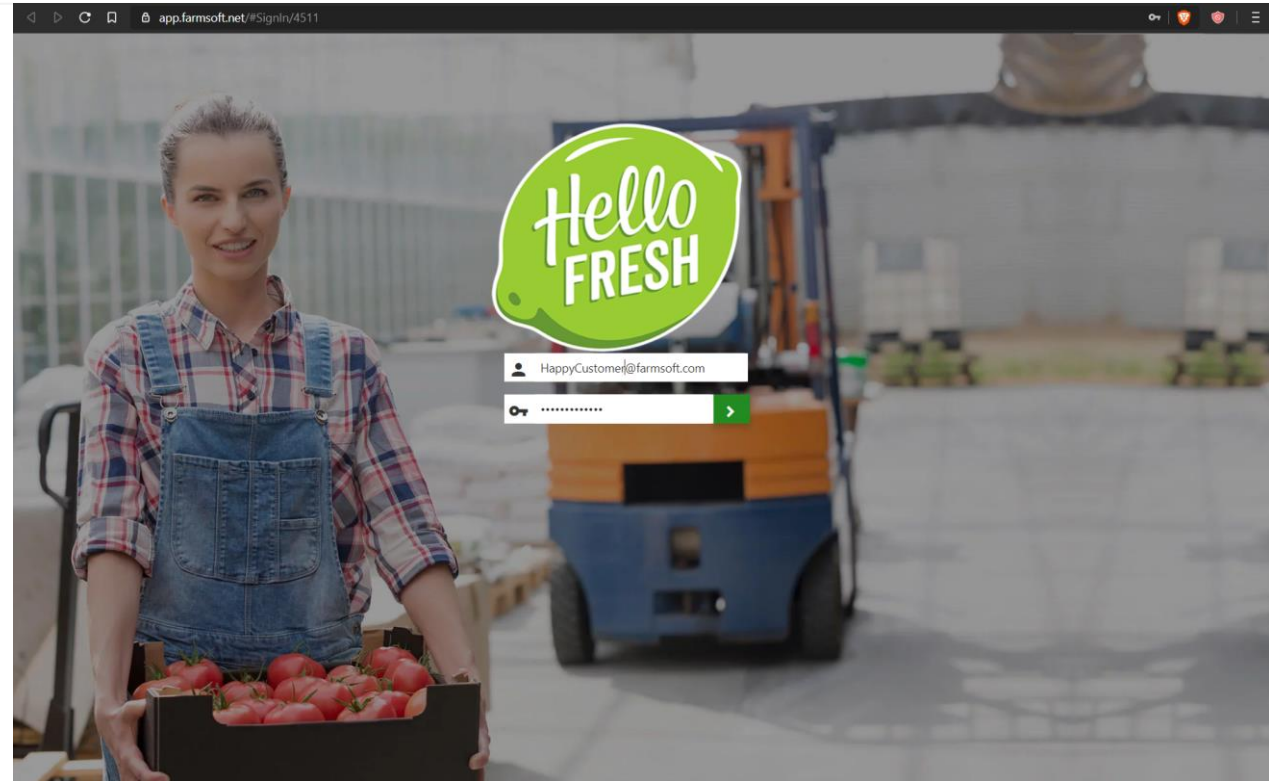 app.farmsoft.net/#SignIn/4511
Hello
FRESH
HappyCustomer@farmsoft.com
•••••••••••••